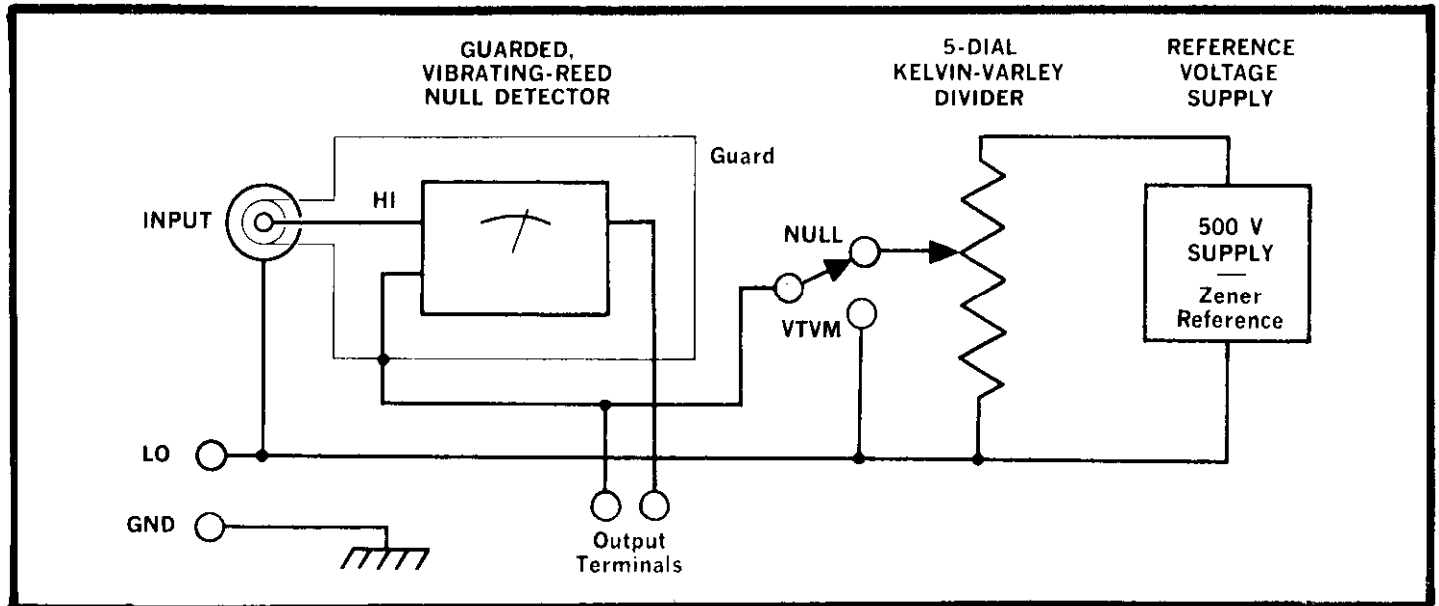 GUARDED,
VIBRATING-REED
NULL DETECTOR
5-DIAL
KELVIN-VARLEY
DIVIDER
REFERENCE
VOLTAGE
SUPPLY
Guard
INPUT
HI
NULL
VTVM
500 V
SUPPLY
Zener
Reference
LO
GND
Output
Terminals